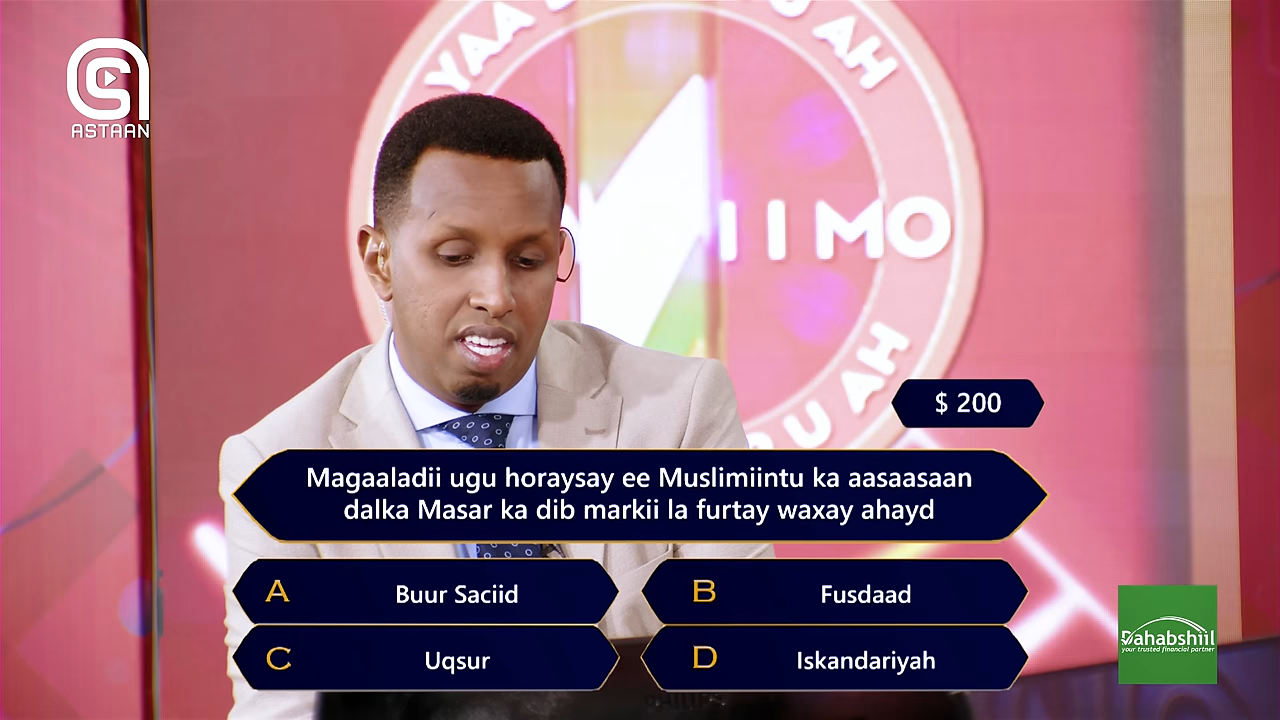 ASTAAN
$ 200
Magaaladii ugu horaysay ee Muslimiintu ka aasaasaan
dalka Masar ka dib markii la furtay waxay ahayd
A Buur Saciid
B Fusdaad
C Uqsur
D Iskandariyah
Dahabshiil
your trusted financial partner